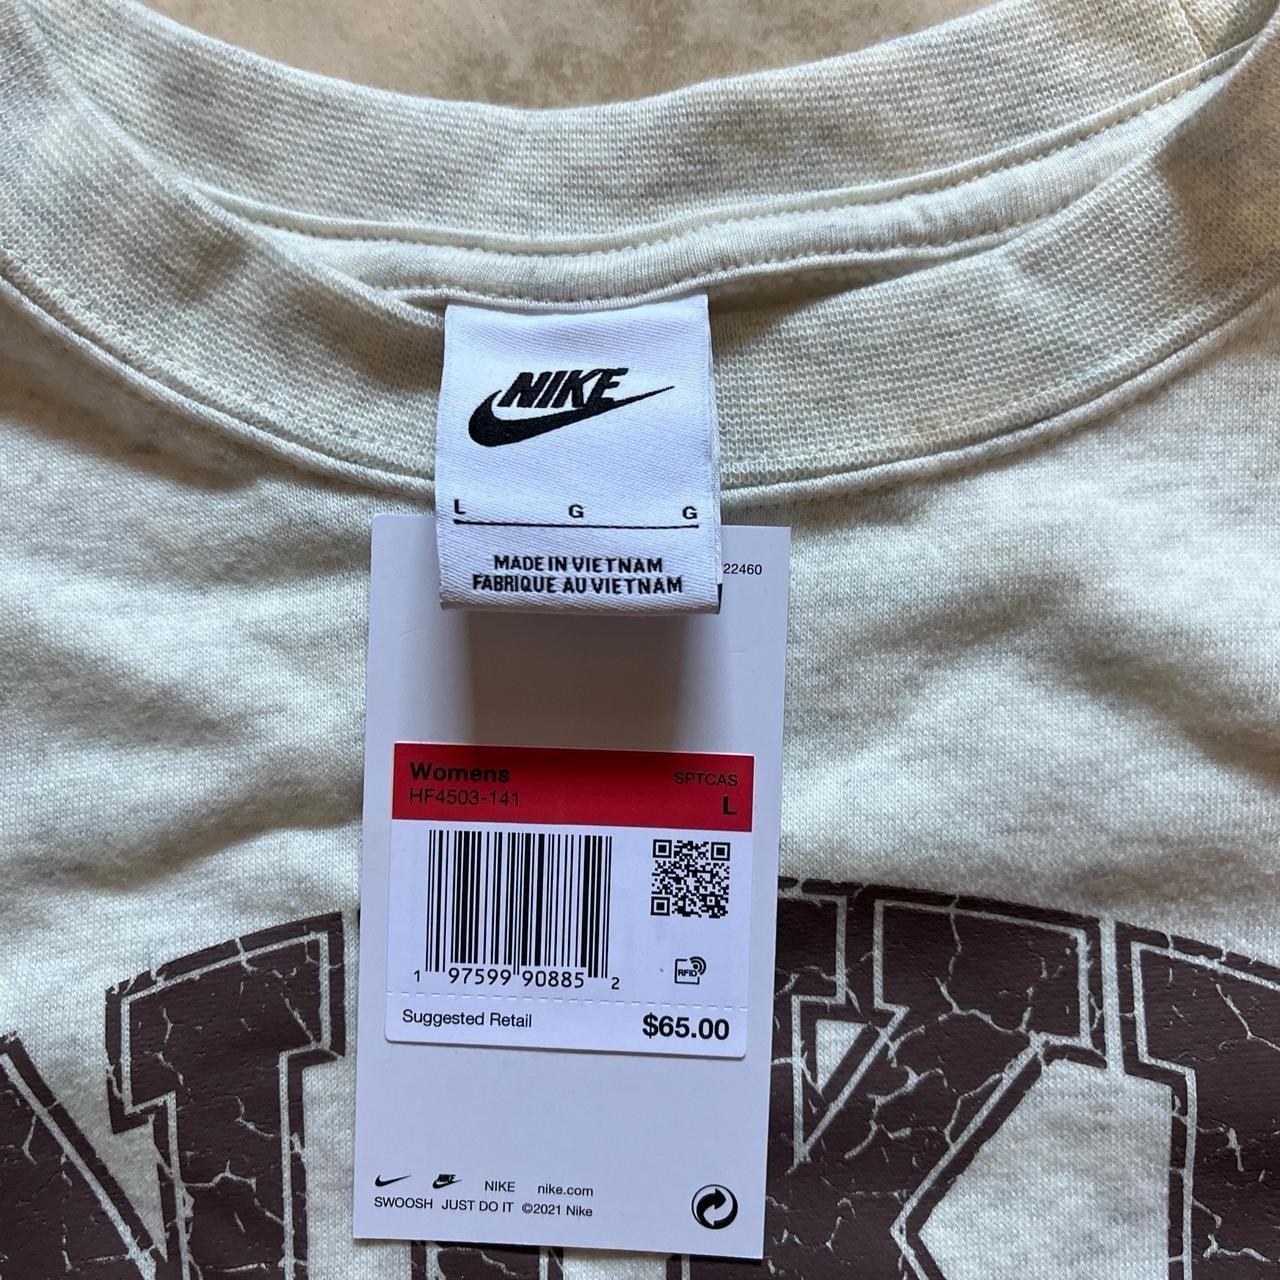 NIKE
L G G
MADE IN VIETNAM
FABRIQUE AU VIETNAM
22460
Womens SPTCAS
HF4503-141 L
1 97599 90885 2
RFID
Suggested Retail $65.00
NIKE NIKE nike.com
SWOOSH JUST DO IT ©2021 Nike